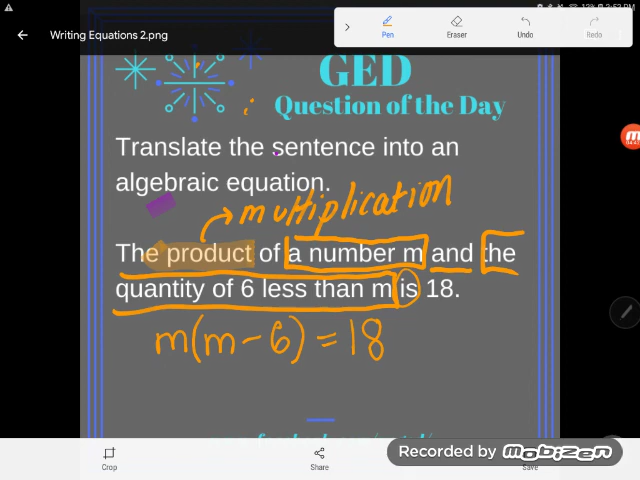 Writing Equations 2.png
Pen
Eraser
Undo
Redo
GED
Question of the Day
Translate the sentence into an
algebraic equation.
multiplication
The product of a number m and the
quantity of 6 less than m is 18.
m(m-6)=18
Crop
Share
Save
Recorded by Mobizen